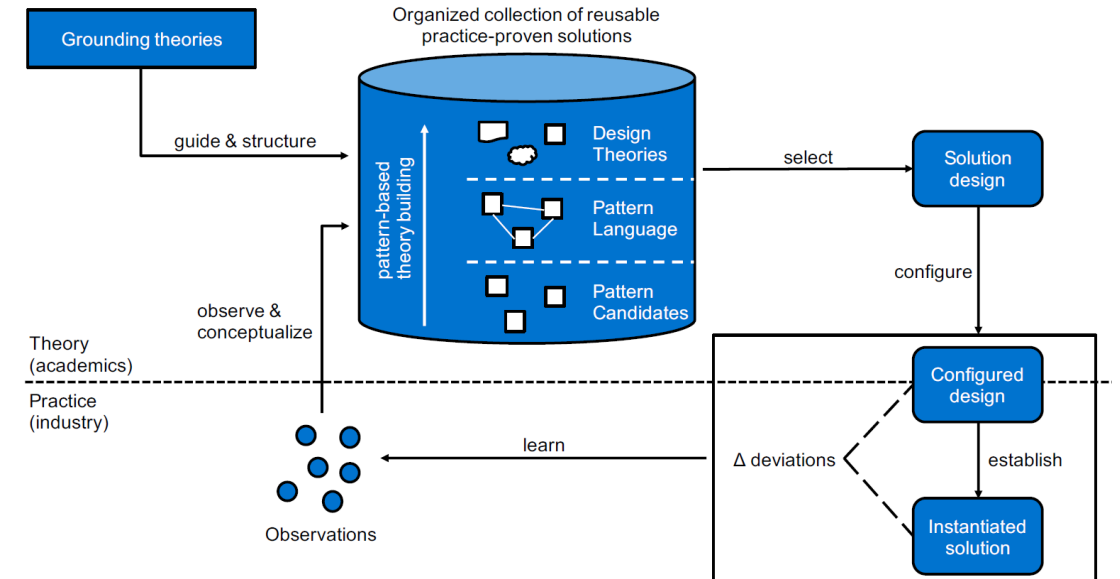 Grounding theories
Organized collection of reusable
practice-proven solutions
guide & structure
pattern-based
theory building
Design
Theories
Pattern
Language
Pattern
Candidates
select
Solution
design
configure
observe &
conceptualize
Theory
(academics)
Practice
(industry)
Configured
design
learn
Δ deviations
establish
Observations
Instantiated
solution